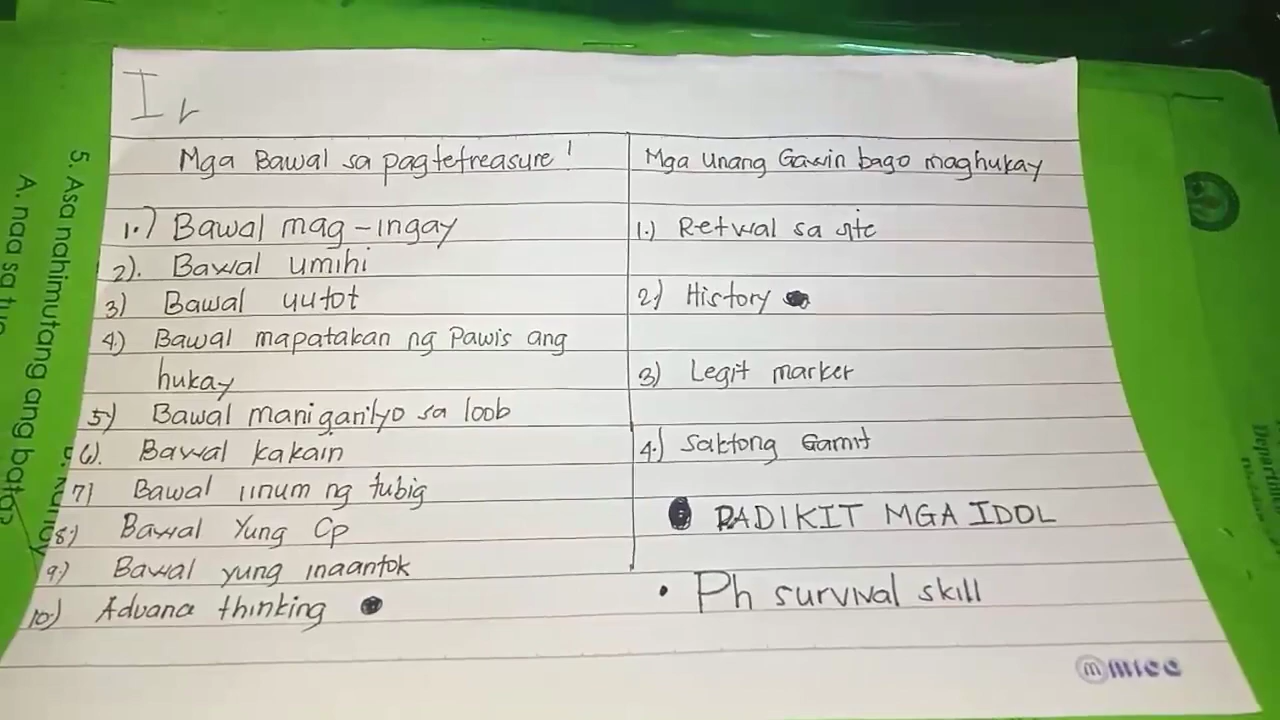 I r
Mga Bawal sa pagtetreasure!
1.) Bawal mag-ingay
2). Bawal umihi
3) Bawal uutot
4.) Bawal mapatakan ng Pawis ang
hukay
5) Bawal manigarilyo sa loob
6). Bawal kakain
7) Bawal iinum ng tubig
8.) Bawal Yung Cp
9.) Bawal yung inaantok
10.) Advance thinking
Mga Unang Gawin bago maghukay
1.) Retwal sa site
2.) History
3) Legit marker
4.) Saktong Gamit
PADIKIT MGA IDOL
• Ph survival skill
micc
5. Asa nahimutang ang bata?
A. naa sa